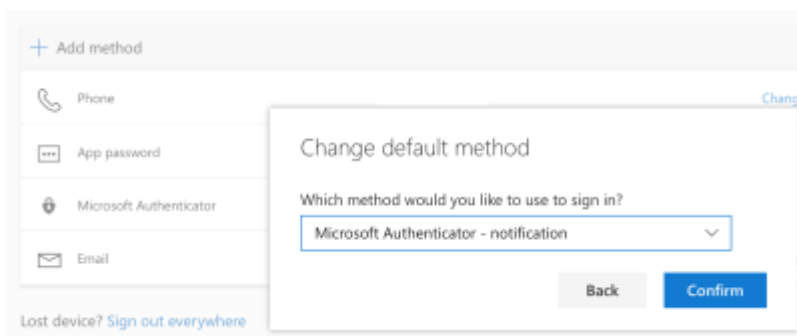 Add method
Phone
Chang
App password
Change default method
Which method would you like to use to sign in?
Microsoft Authenticator
Microsoft Authenticator - notification
Email
Back
Confirm
Lost device? Sign out everywhere